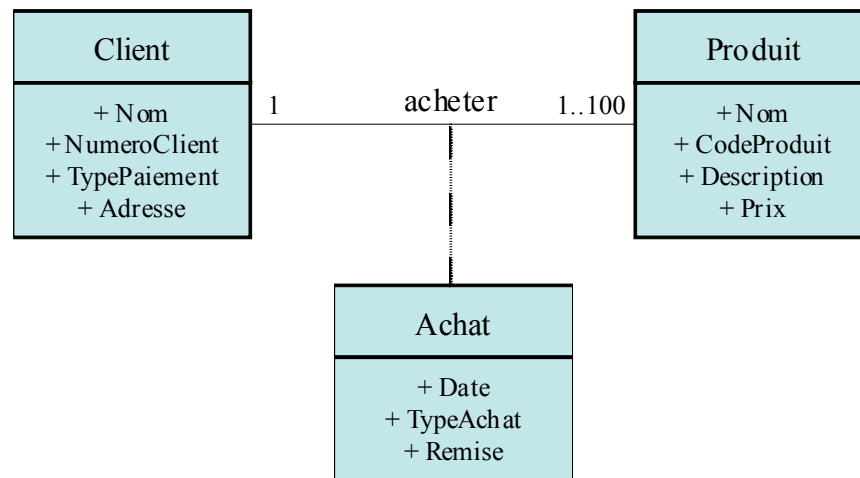 Client
+ Nom
+ NumeroClient
+ TypePaiement
+ Adresse
1
acheter
1..100
Produit
+Nom
+ CodeProduit
+ Description
+ Prix
Achat
+ Date
+ TypeAchat
+ Remise